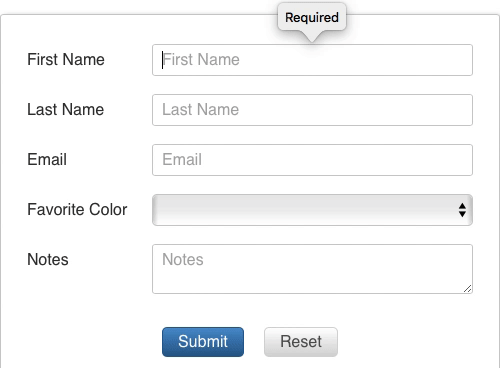 Required
First Name First Name
Last Name Last Name
Email Email
Favorite Color
Notes Notes
Submit Reset